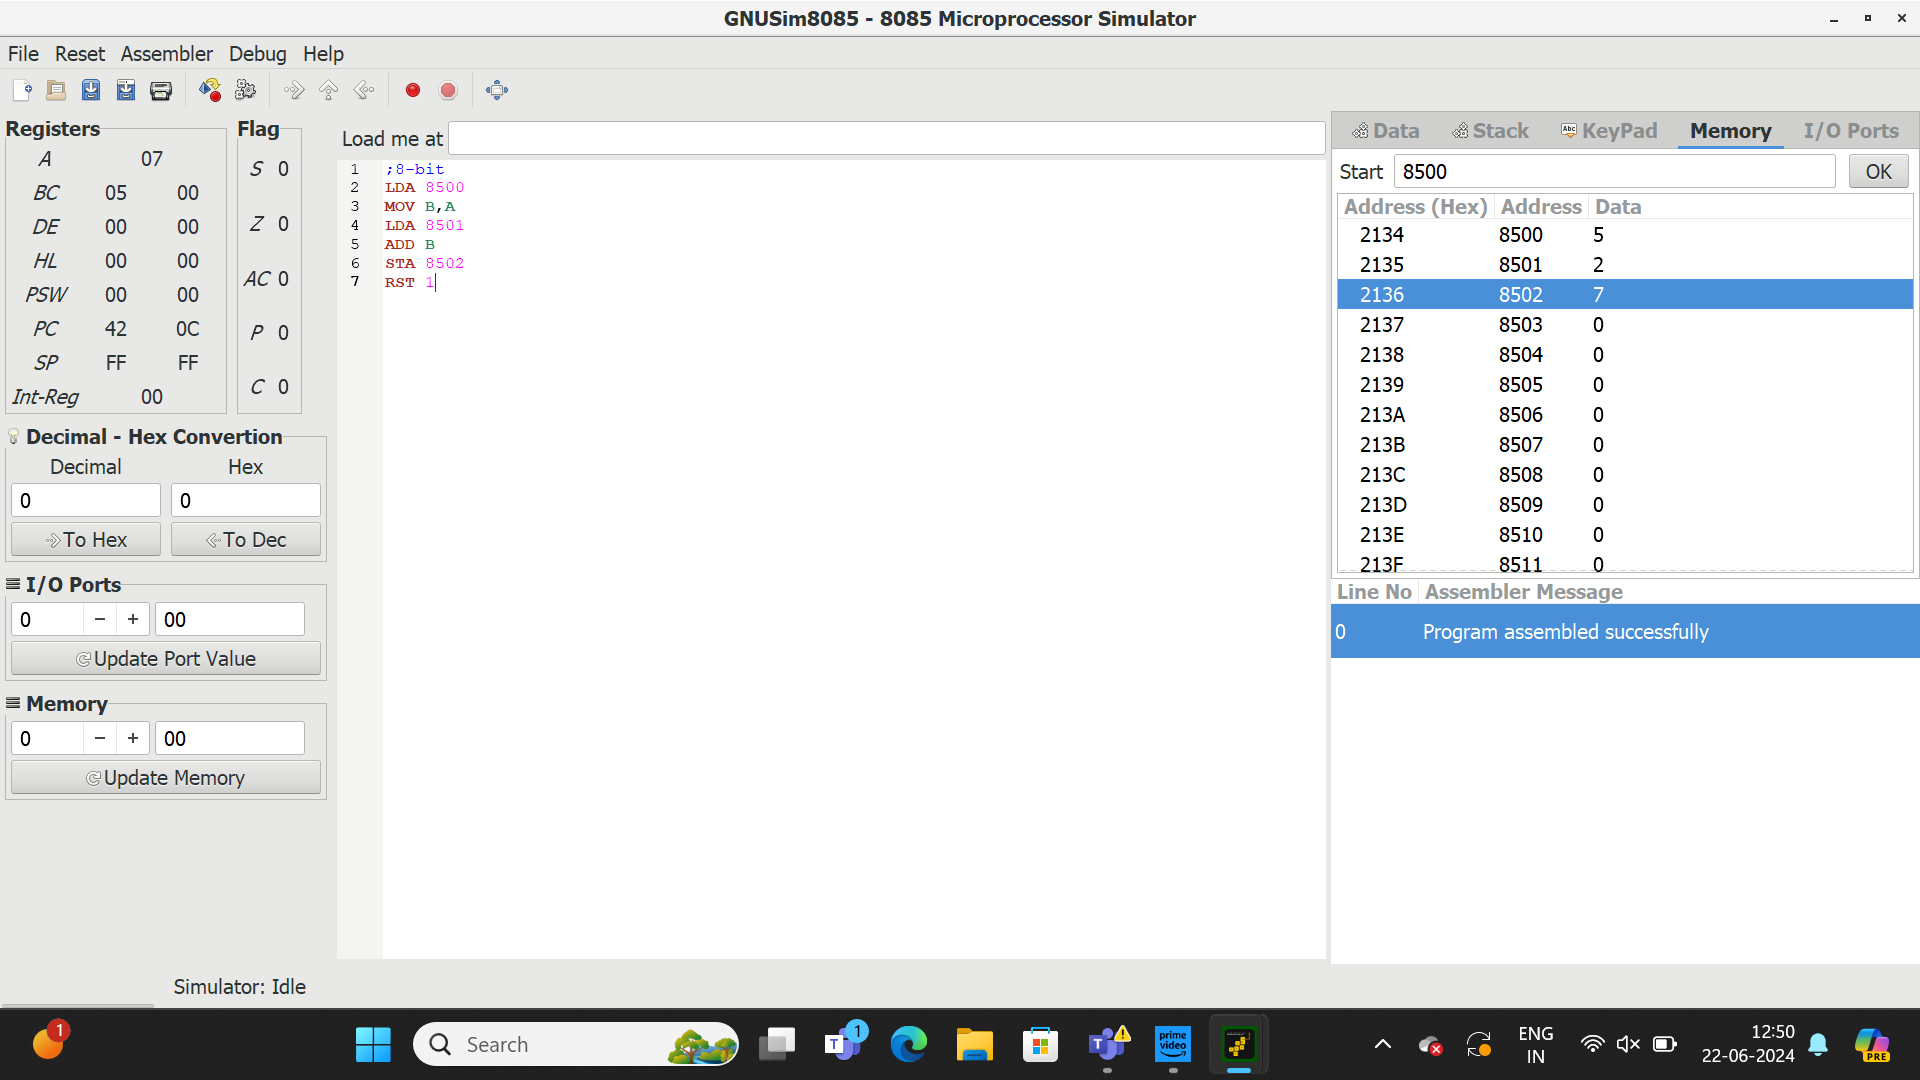 GNUSim8085 - 8085 Microprocessor Simulator
File Reset Assembler Debug Help
Registers
A 07
BC 05 00
DE 00 00
HL 00 00
PSW 00 00
PC 42 0C
SP FF FF
Int-Reg 00
Flag
S 0
Z 0
AC 0
P 0
C 0
Decimal - Hex Convertion
Decimal Hex
0 0
To Hex To Dec
I/O Ports
0 − + 00
Update Port Value
Memory
0 − + 00
Update Memory
Load me at
1 ;8-bit
2 LDA 8500
3 MOV B,A
4 LDA 8501
5 ADD B
6 STA 8502
7 RST 1
Data Stack Abc KeyPad Memory I/O Ports
Start 8500 OK
Address (Hex) Address Data
2134 8500 5
2135 8501 2
2136 8502 7
2137 8503 0
2138 8504 0
2139 8505 0
213A 8506 0
213B 8507 0
213C 8508 0
213D 8509 0
213E 8510 0
213F 8511 0
Line No Assembler Message
0 Program assembled successfully
Simulator: Idle
1
Search
T 1
T
prime video
ENG
IN
12:50
22-06-2024
PRE